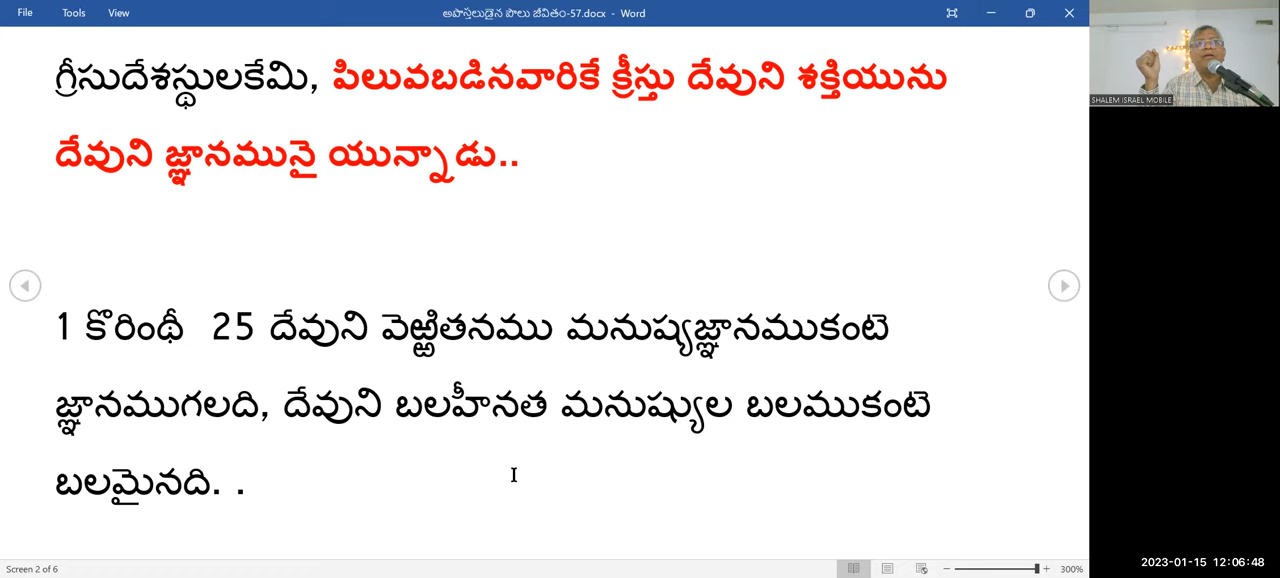 File Tools View అపొస్తలుడైన పౌలు జీవితం-57.docx - Word
గ్రీసుదేశస్థులకేమి, పిలువబడినవారికే క్రీస్తు దేవుని శక్తియును
దేవుని జ్ఞానమునై యున్నాడు..
SHALEM ISRAEL MOBILE
1 కొరింథీ 25 దేవుని వెఱ్ఱితనము మనుష్యజ్ఞానముకంటె
జ్ఞానముగలది, దేవుని బలహీనత మనుష్యుల బలముకంటె
బలమైనది. .
2023-01-15 12:06:48
Screen 2 of 6 300%